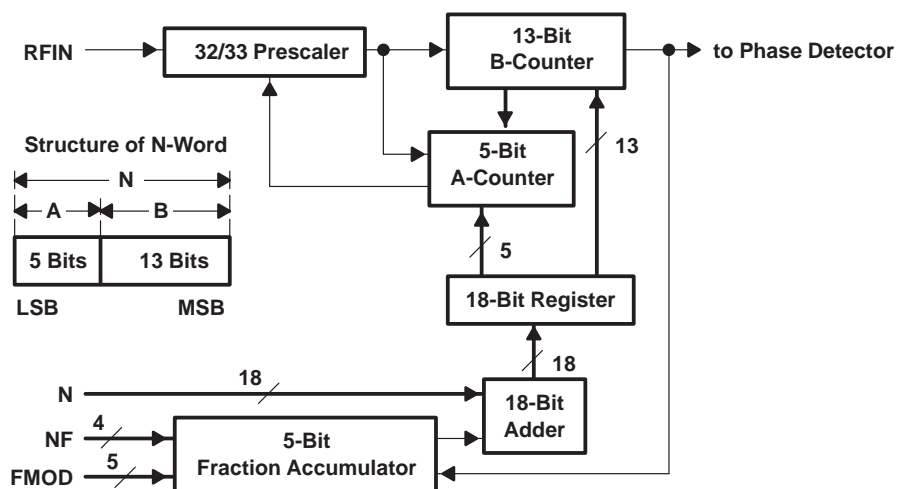 RFIN
32/33 Prescaler
13-Bit
B-Counter
to Phase Detector
Structure of N-Word
N
A
B
5 Bits
13 Bits
LSB
MSB
5-Bit
A-Counter
13
5
18-Bit Register
18
N
18
18-Bit
Adder
NF
4
5-Bit
Fraction Accumulator
FMOD
5